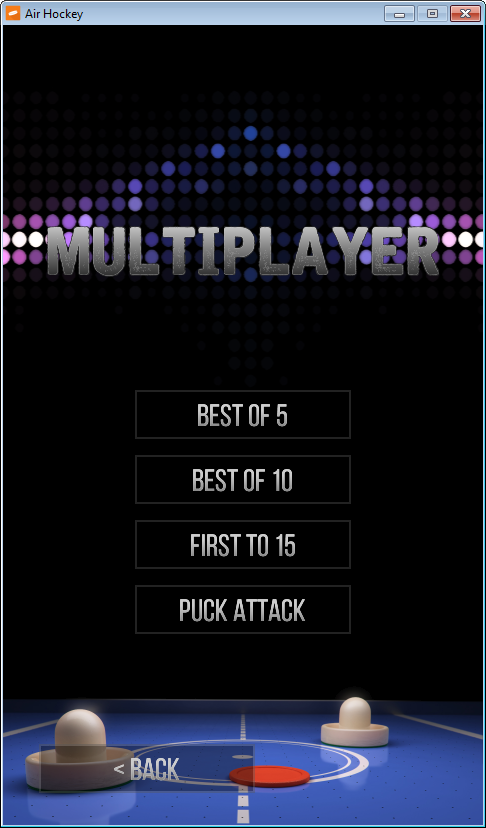 Air Hockey
MULTIPLAYER
BEST OF 5
BEST OF 10
FIRST TO 15
PUCK ATTACK
< BACK